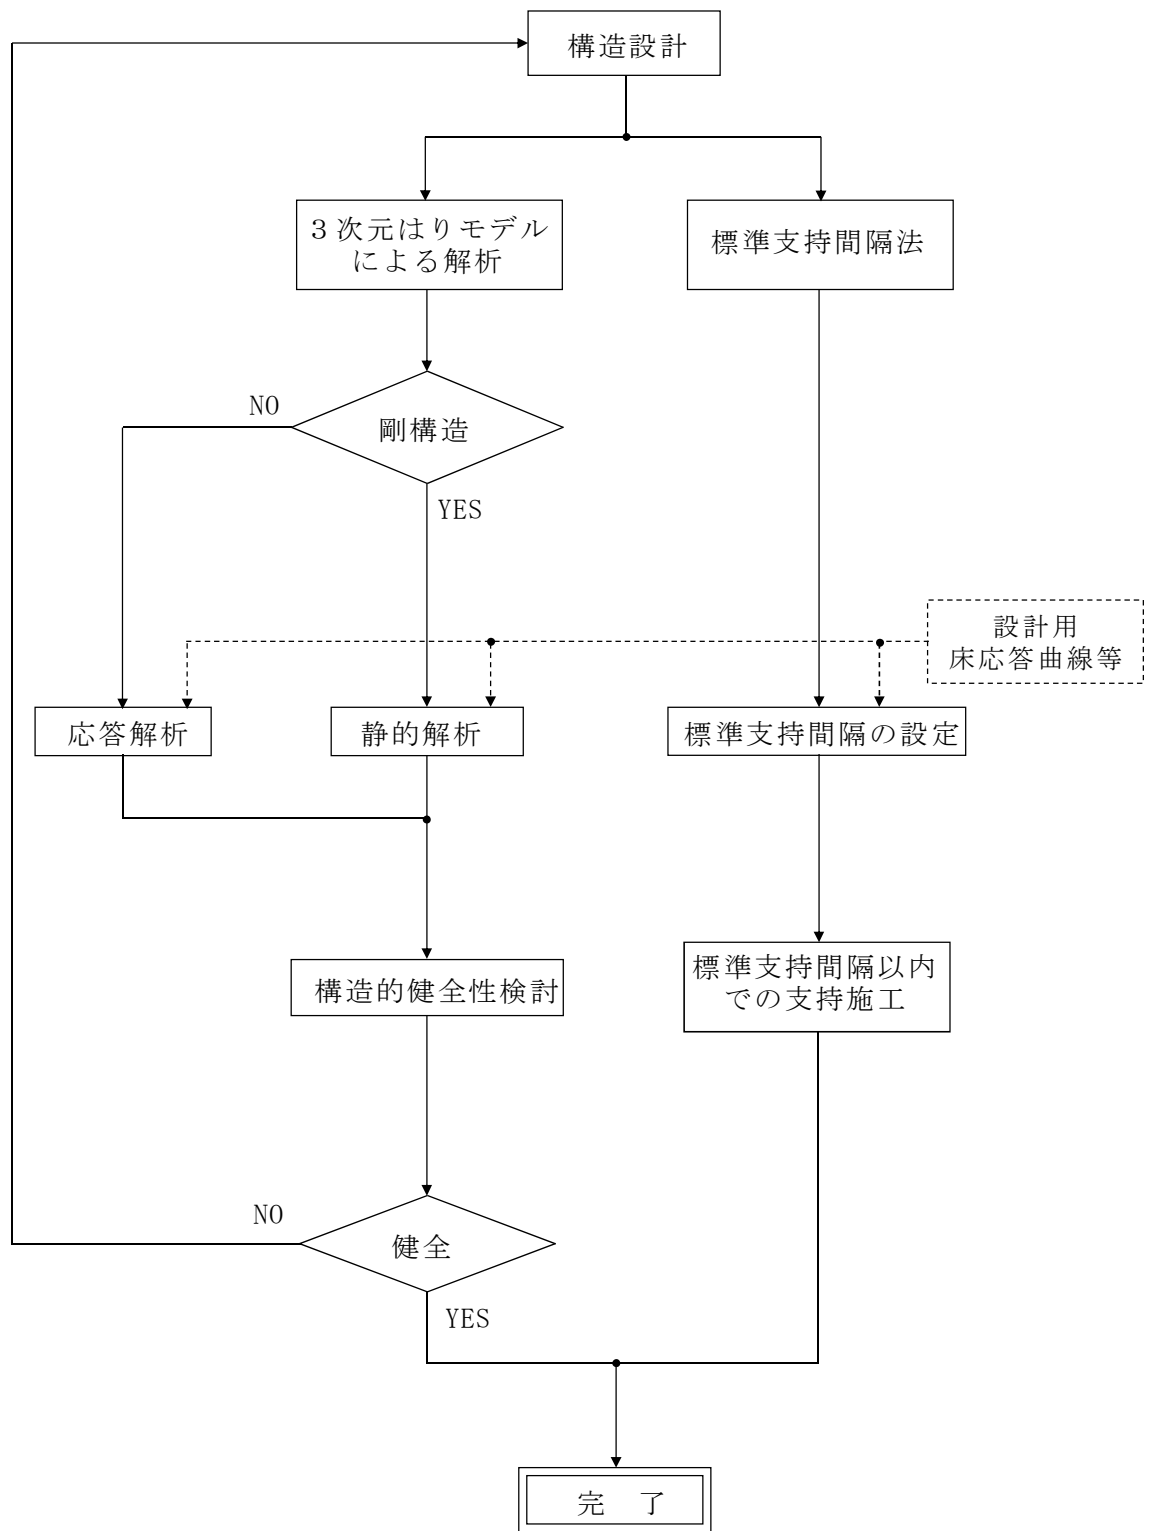 構造設計
３次元はりモデル
による解析
標準支持間隔法
NO
剛構造
YES
設計用
床応答曲線等
応答解析
静的解析
標準支持間隔の設定
構造的健全性検討
標準支持間隔以内
での支持施工
NO
健全
YES
完　了